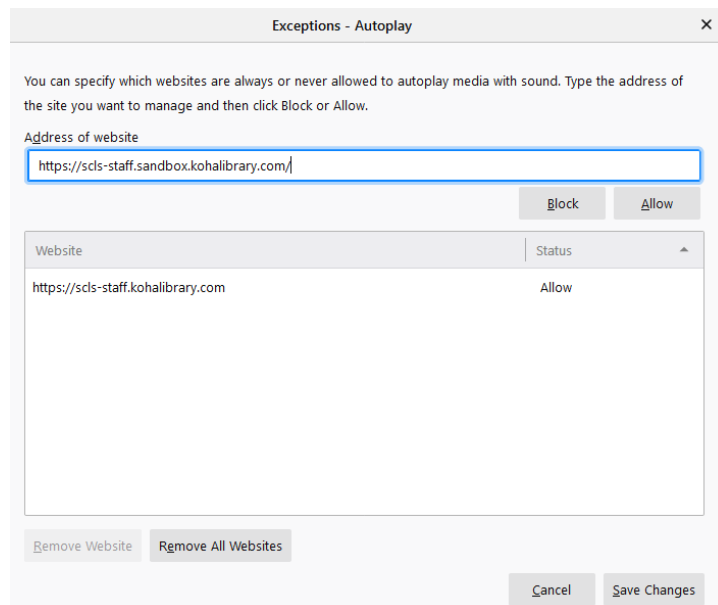 Exceptions - Autoplay
You can specify which websites are always or never allowed to autoplay media with sound. Type the address of
the site you want to manage and then click Block or Allow.
Address of website
https://scls-staff.sandbox.kohalibrary.com/
Block Allow
Website Status
https://scls-staff.kohalibrary.com Allow
Remove Website Remove All Websites
Cancel Save Changes